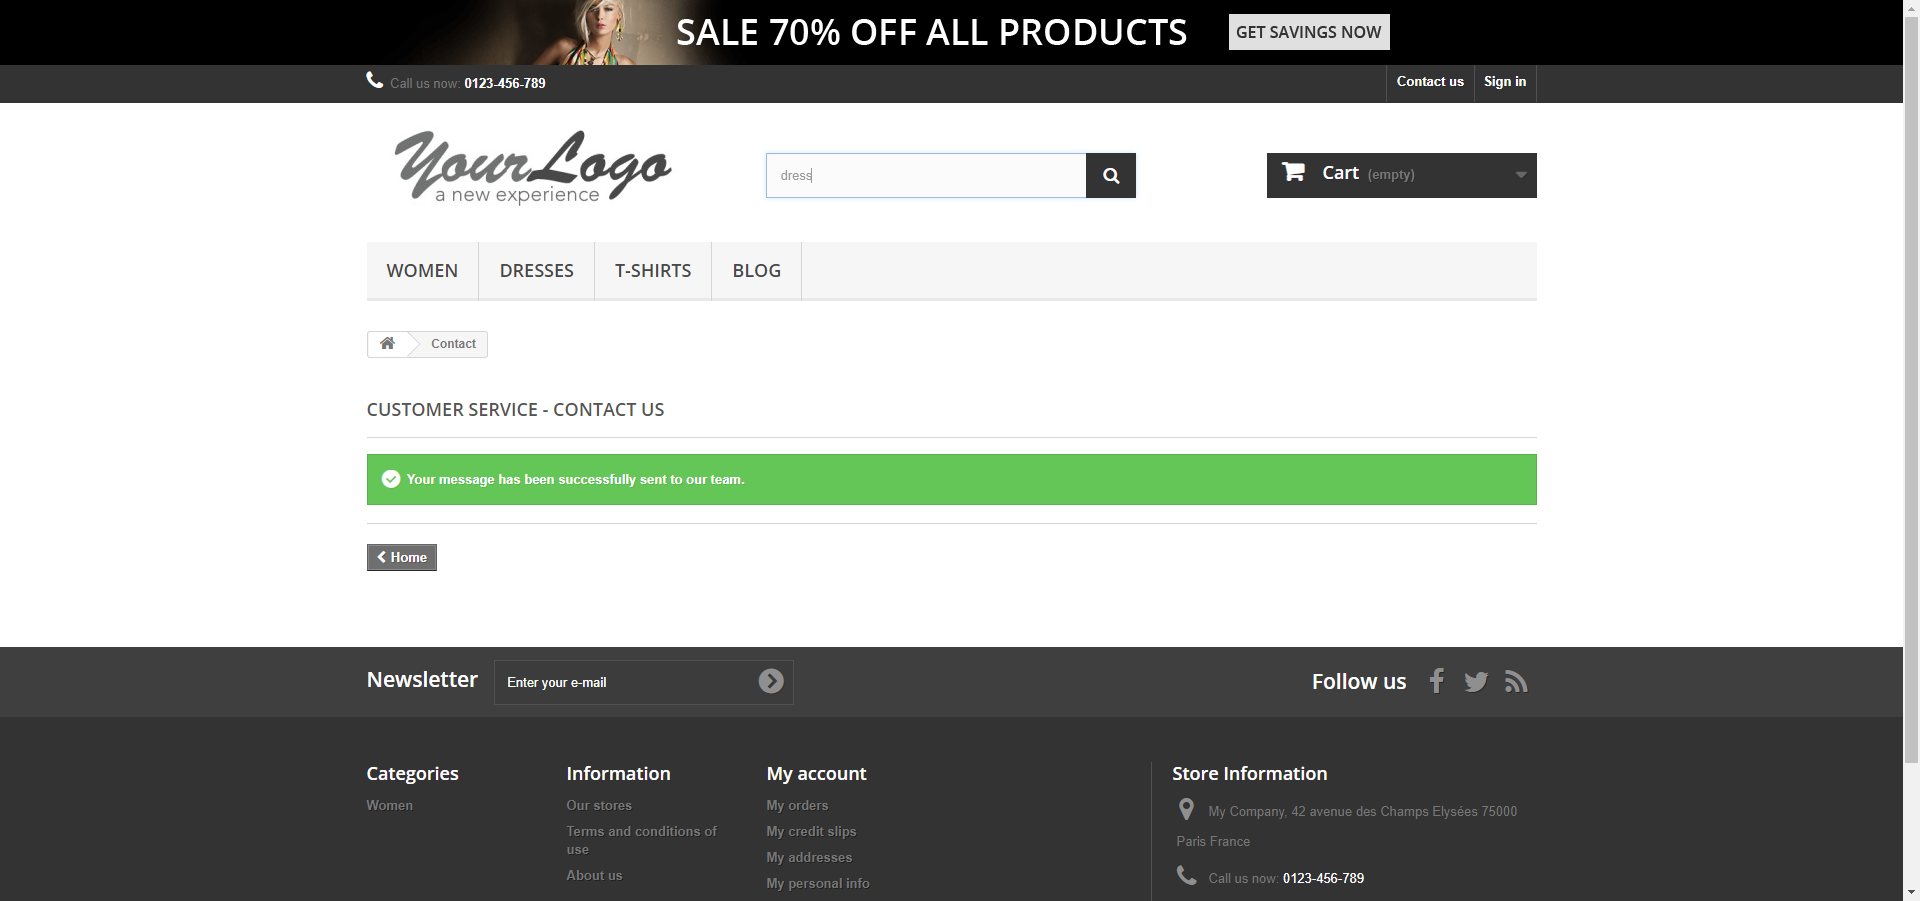 SALE 70% OFF ALL PRODUCTS
GET SAVINGS NOW
Call us now: 0123-456-789
Contact us
Sign in
YourLogo
a new experience
dress
Cart (empty)
WOMEN
DRESSES
T-SHIRTS
BLOG
Contact
CUSTOMER SERVICE - CONTACT US
Your message has been successfully sent to our team.
Home
Newsletter
Enter your e-mail
Follow us
Categories
Women
Information
Our stores
Terms and conditions of
use
About us
My account
My orders
My credit slips
My addresses
My personal info
Store Information
My Company, 42 avenue des Champs Elysées 75000
Paris France
Call us now: 0123-456-789